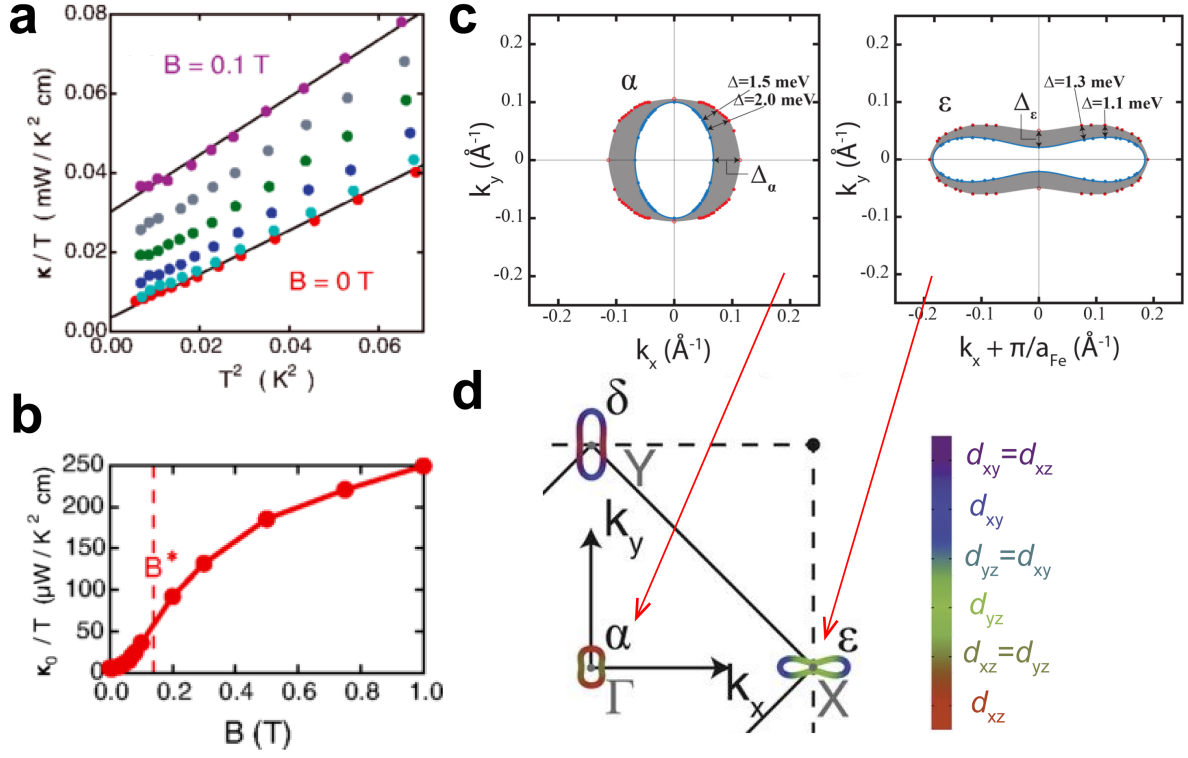 a
κ / T ( mW / K² cm)
0.08
0.06
0.04
0.02
0.00
B = 0.1 T
B = 0 T
0.00
0.02
0.04
0.06
T² ( K² )
b
κ₀ / T (µW / K² cm)
250
200
150
100
50
0
B*
0.0
0.2
0.4
0.6
0.8
1.0
B (T)
c
k_y (Å⁻¹)
0.2
0.1
0
-0.1
-0.2
α
Δ=1.5 meV
Δ=2.0 meV
Δ_α
-0.2
-0.1
0
0.1
0.2
k_x (Å⁻¹)
k_y (Å⁻¹)
0.2
0.1
0
-0.1
-0.2
ε
Δ_ε
Δ=1.3 meV
Δ=1.1 meV
-0.2
-0.1
0
0.1
0.2
k_x + π/a_Fe (Å⁻¹)
d
δ
Y
k_y
α
Γ
k_x
ε
X
d_xy=d_xz
d_xy
d_yz=d_xy
d_yz
d_xz=d_yz
d_xz